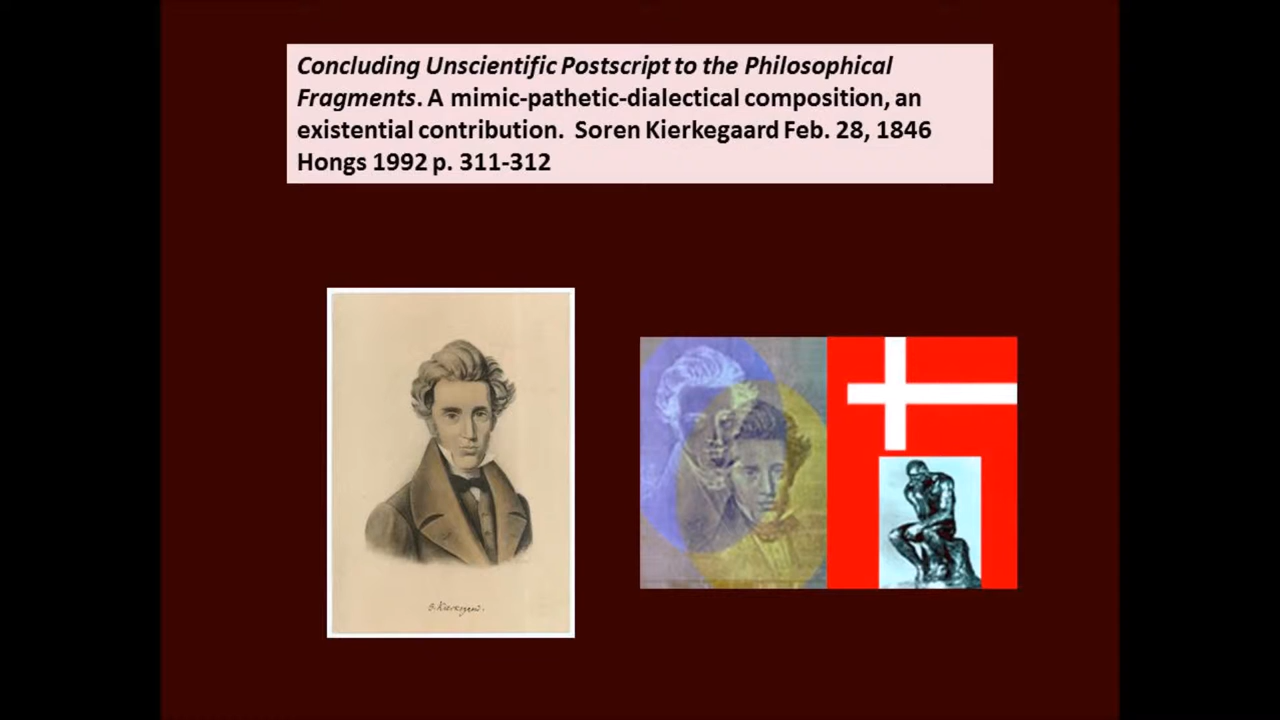 Concluding Unscientific Postscript to the Philosophical
Fragments. A mimic-pathetic-dialectical composition, an
existential contribution.  Soren Kierkegaard Feb. 28, 1846
Hongs 1992 p. 311-312
S. Kierkegaard.